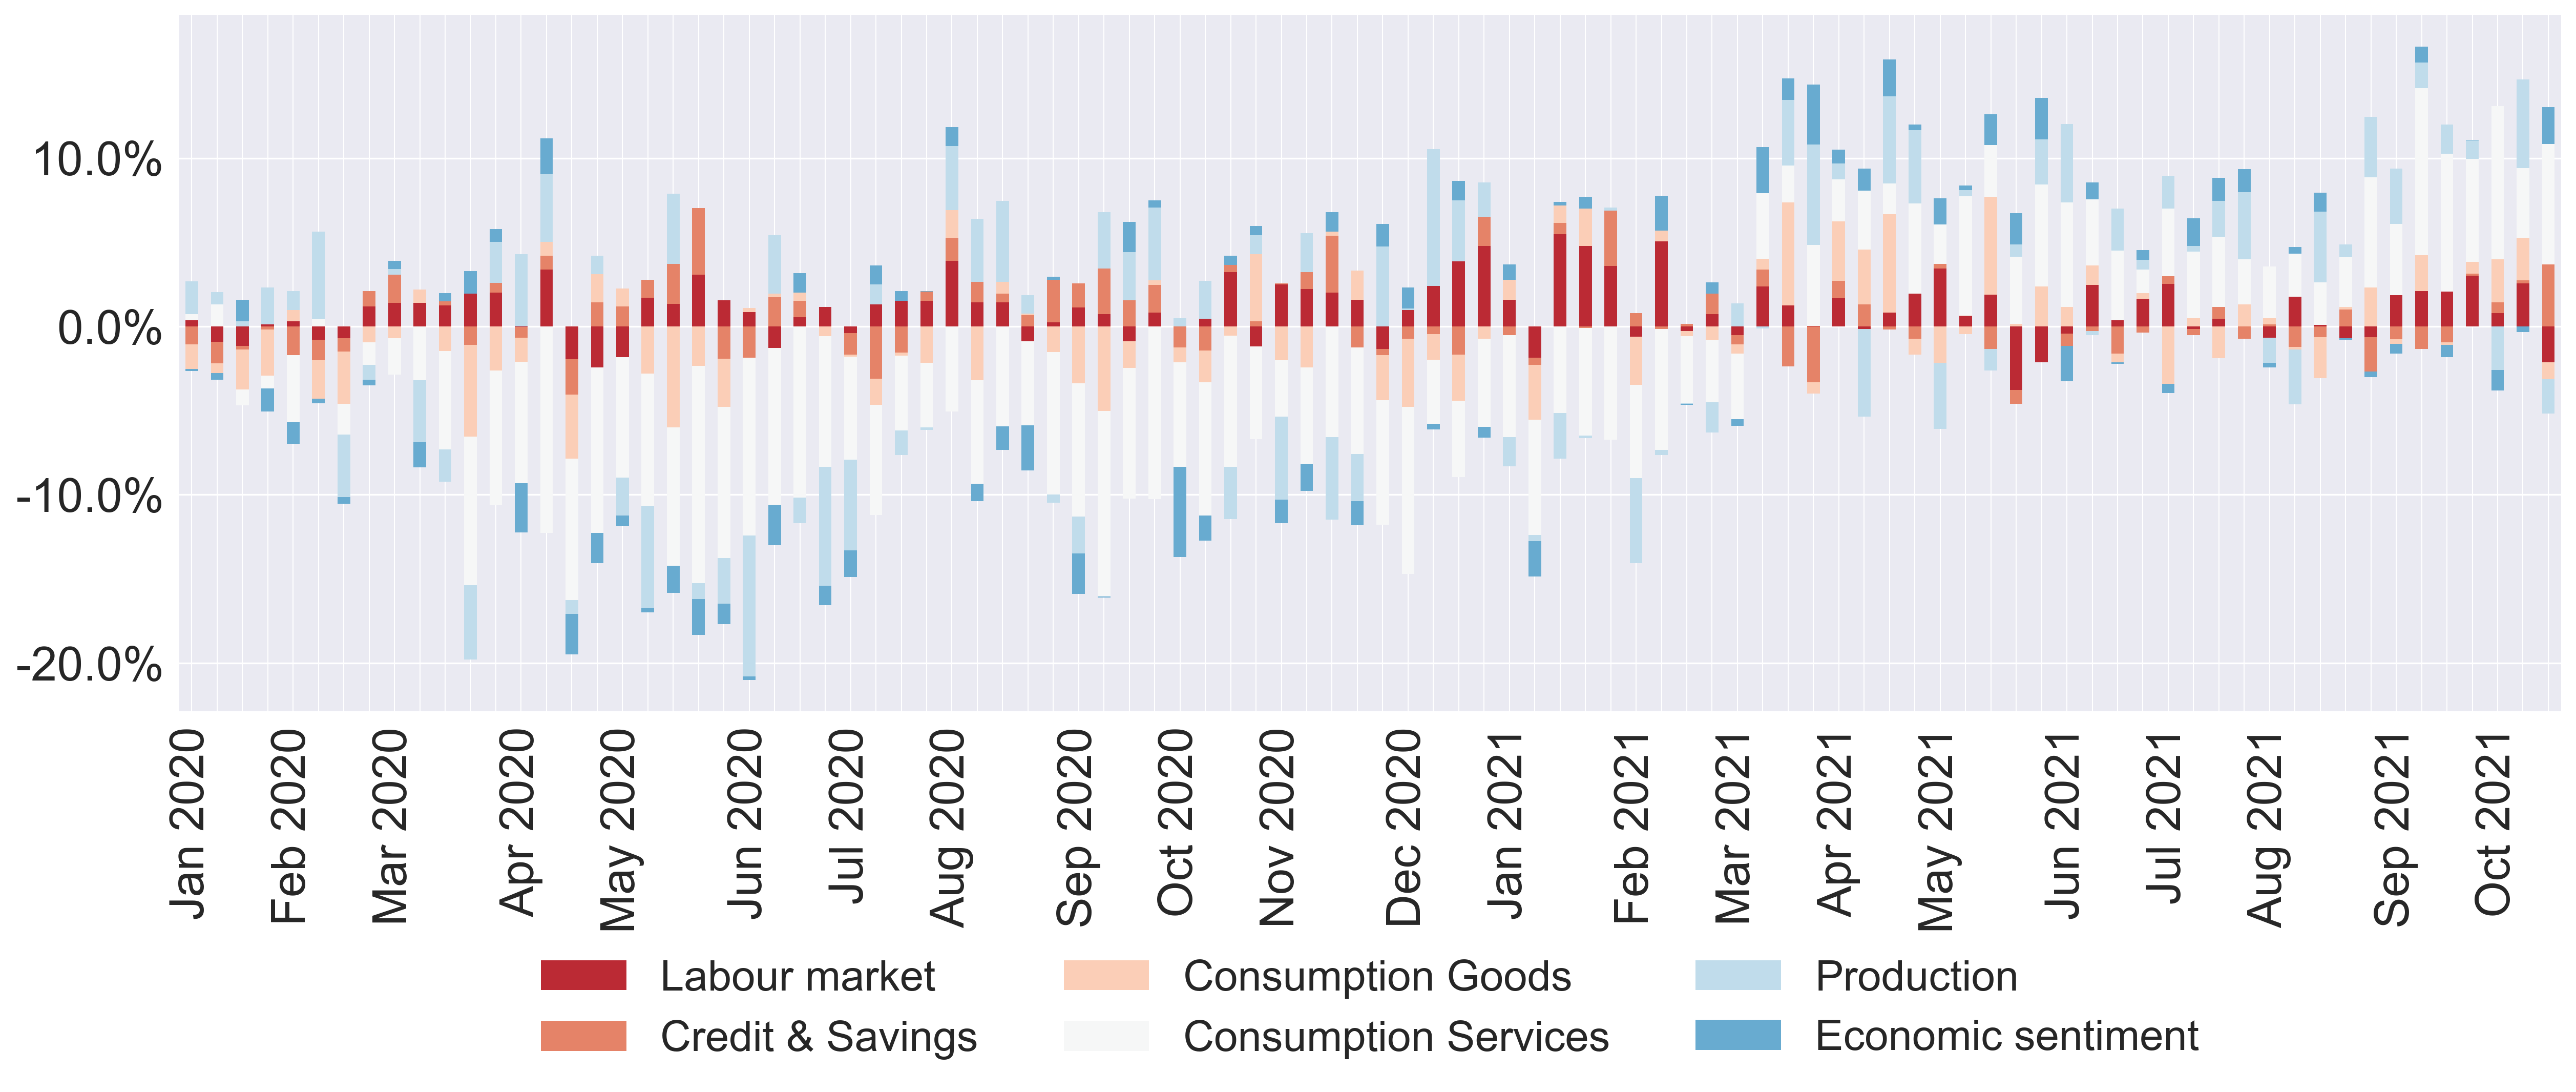 10.0%
0.0%
-10.0%
-20.0%
Jan 2020
Feb 2020
Mar 2020
Apr 2020
May 2020
Jun 2020
Jul 2020
Aug 2020
Sep 2020
Oct 2020
Nov 2020
Dec 2020
Jan 2021
Feb 2021
Mar 2021
Apr 2021
May 2021
Jun 2021
Jul 2021
Aug 2021
Sep 2021
Oct 2021
Labour market
Credit & Savings
Consumption Goods
Consumption Services
Production
Economic sentiment